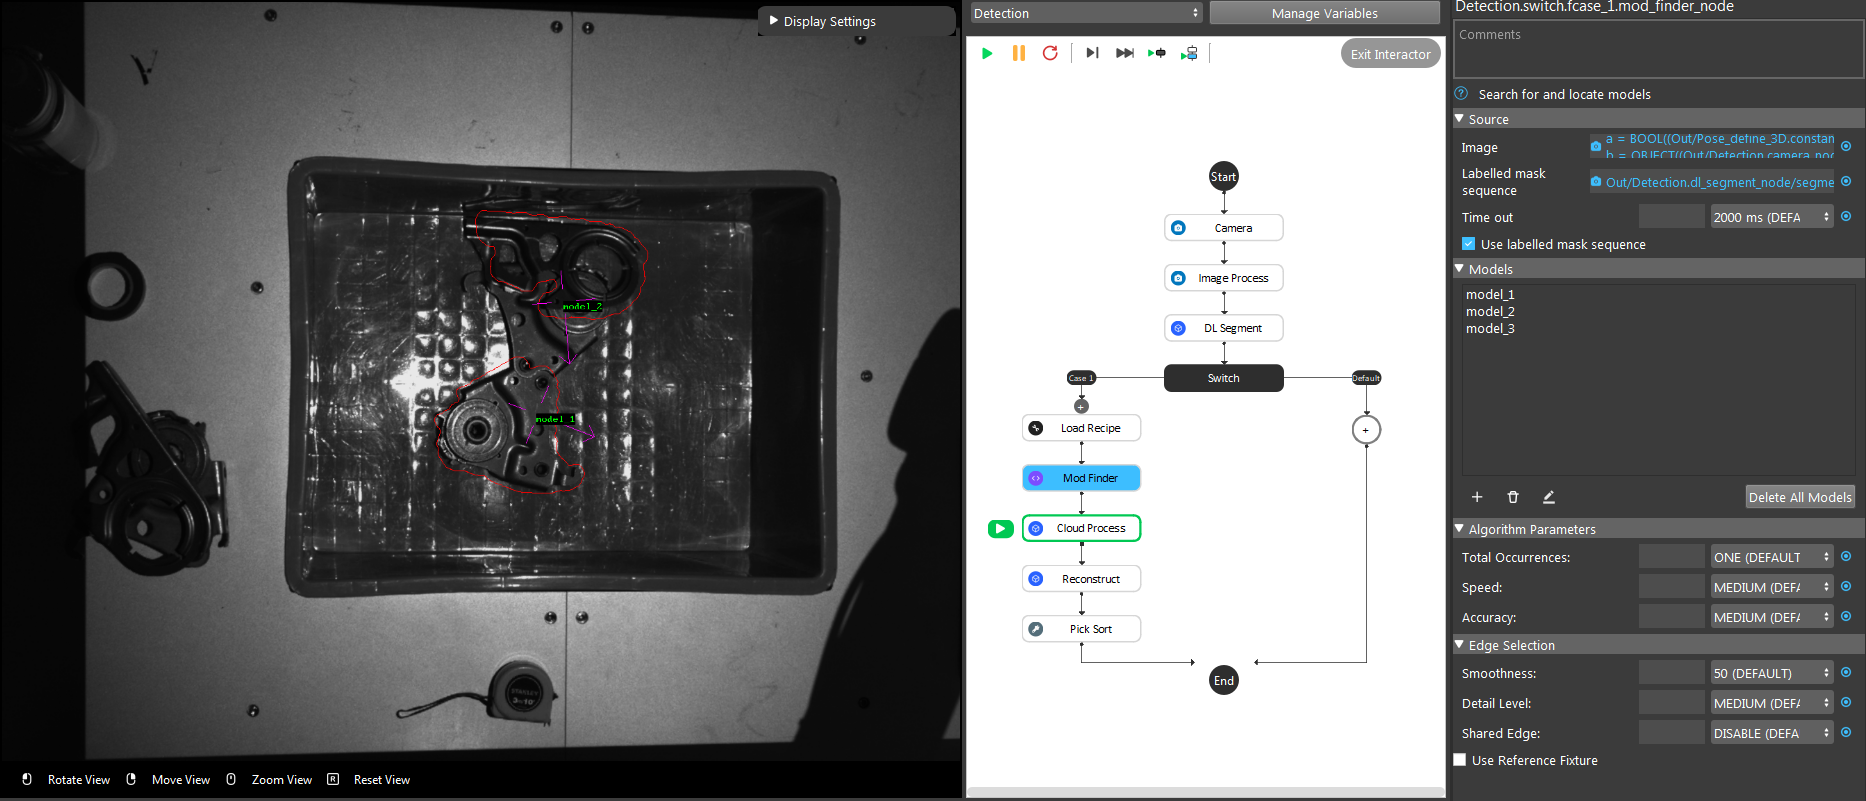 Display Settings
model_2
model_1
STANLEY
Rotate View
Move View
Zoom View
R
Reset View
Detection
Manage Variables
Exit Interactor
Start
Camera
Image Process
DL Segment
Switch
Case 1
Default
+
+
Load Recipe
Mod Finder
Cloud Process
Reconstruct
Pick Sort
End
Detection.switch.fcase_1.mod_finder_node
Comments
? Search for and locate models
Source
Image
a = BOOL((Out/Pose_define_3D.constan
b = OBJECT((Out/Detection.camera_nod
Labelled mask
sequence
Out/Detection.dl_segment_node/segme
Time out
2000 ms (DEFA
Use labelled mask sequence
Models
model_1
model_2
model_3
Delete All Models
Algorithm Parameters
Total Occurrences:
ONE (DEFAULT
Speed:
MEDIUM (DEFA
Accuracy:
MEDIUM (DEFA
Edge Selection
Smoothness:
50 (DEFAULT)
Detail Level:
MEDIUM (DEFA
Shared Edge:
DISABLE (DEFA
Use Reference Fixture